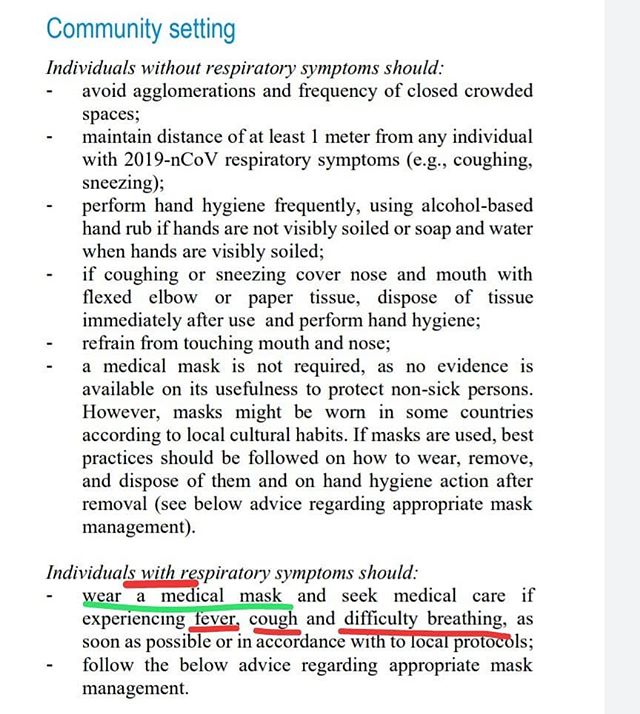 Community setting
Individuals without respiratory symptoms should:
- avoid agglomerations and frequency of closed crowded
spaces;
- maintain distance of at least 1 meter from any individual
with 2019-nCoV respiratory symptoms (e.g., coughing,
sneezing);
- perform hand hygiene frequently, using alcohol-based
hand rub if hands are not visibly soiled or soap and water
when hands are visibly soiled;
- if coughing or sneezing cover nose and mouth with
flexed elbow or paper tissue, dispose of tissue
immediately after use and perform hand hygiene;
- refrain from touching mouth and nose;
- a medical mask is not required, as no evidence is
available on its usefulness to protect non-sick persons.
However, masks might be worn in some countries
according to local cultural habits. If masks are used, best
practices should be followed on how to wear, remove,
and dispose of them and on hand hygiene action after
removal (see below advice regarding appropriate mask
management).
Individuals with respiratory symptoms should:
- wear a medical mask and seek medical care if
experiencing fever, cough and difficulty breathing, as
soon as possible or in accordance with to local protocols;
- follow the below advice regarding appropriate mask
management.